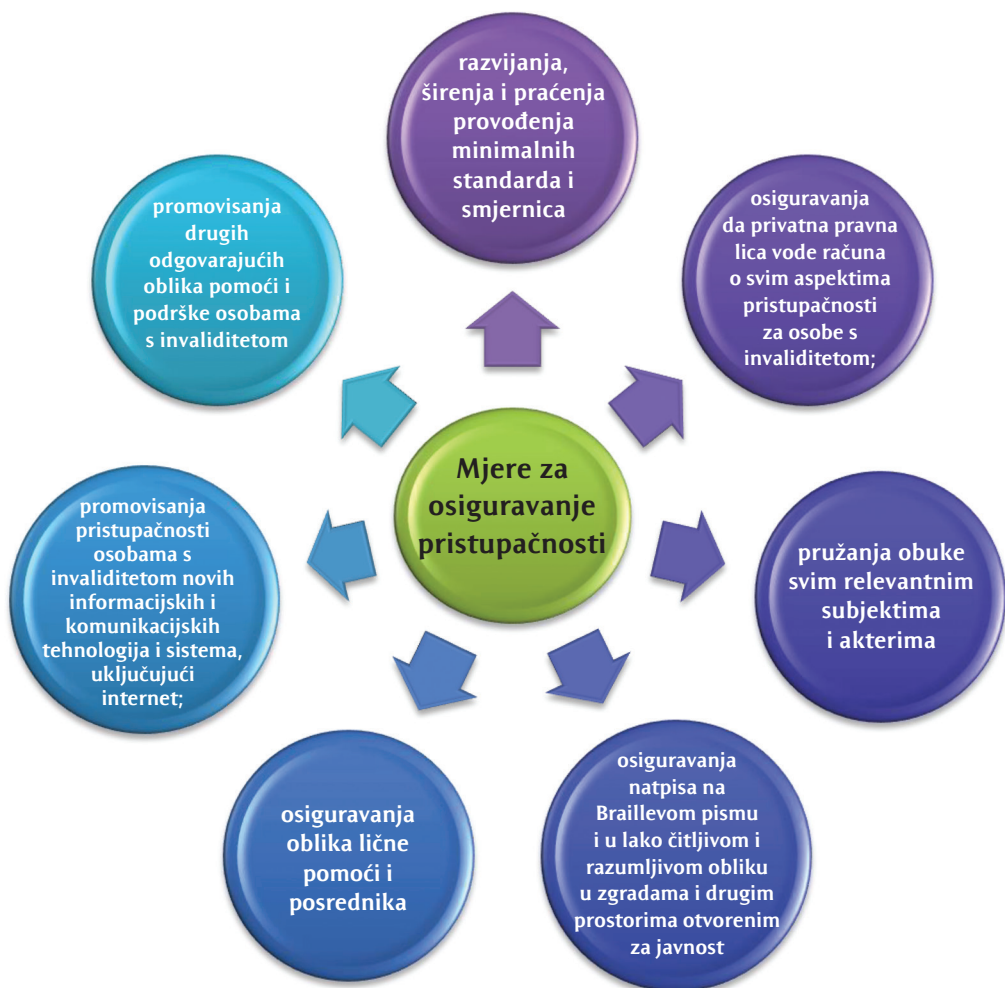 razvijanja,
širenja i praćenja
provođenja
minimalnih
standarda i
smjernica
osiguravanja
da privatna pravna
lica vode računa
o svim aspektima
pristupačnosti
za osobe s
invaliditetom;
pružanja obuke
svim relevantnim
subjektima
i akterima
osiguravanja
natpisa na
Braillevom pismu
i u lako čitljivom i
razumljivom obliku
u zgradama i drugim
prostorima otvorenim
za javnost
osiguravanja
oblika lične
pomoći i
posrednika
promovisanja
pristupačnosti
osobama s
invaliditetom novih
informacijskih i
komunikacijskih
tehnologija i sistema,
uključujući
internet;
promovisanja
drugih
odgovarajućih
oblika pomoći i
podrške osobama
s invaliditetom
Mjere za
osiguravanje
pristupačnosti